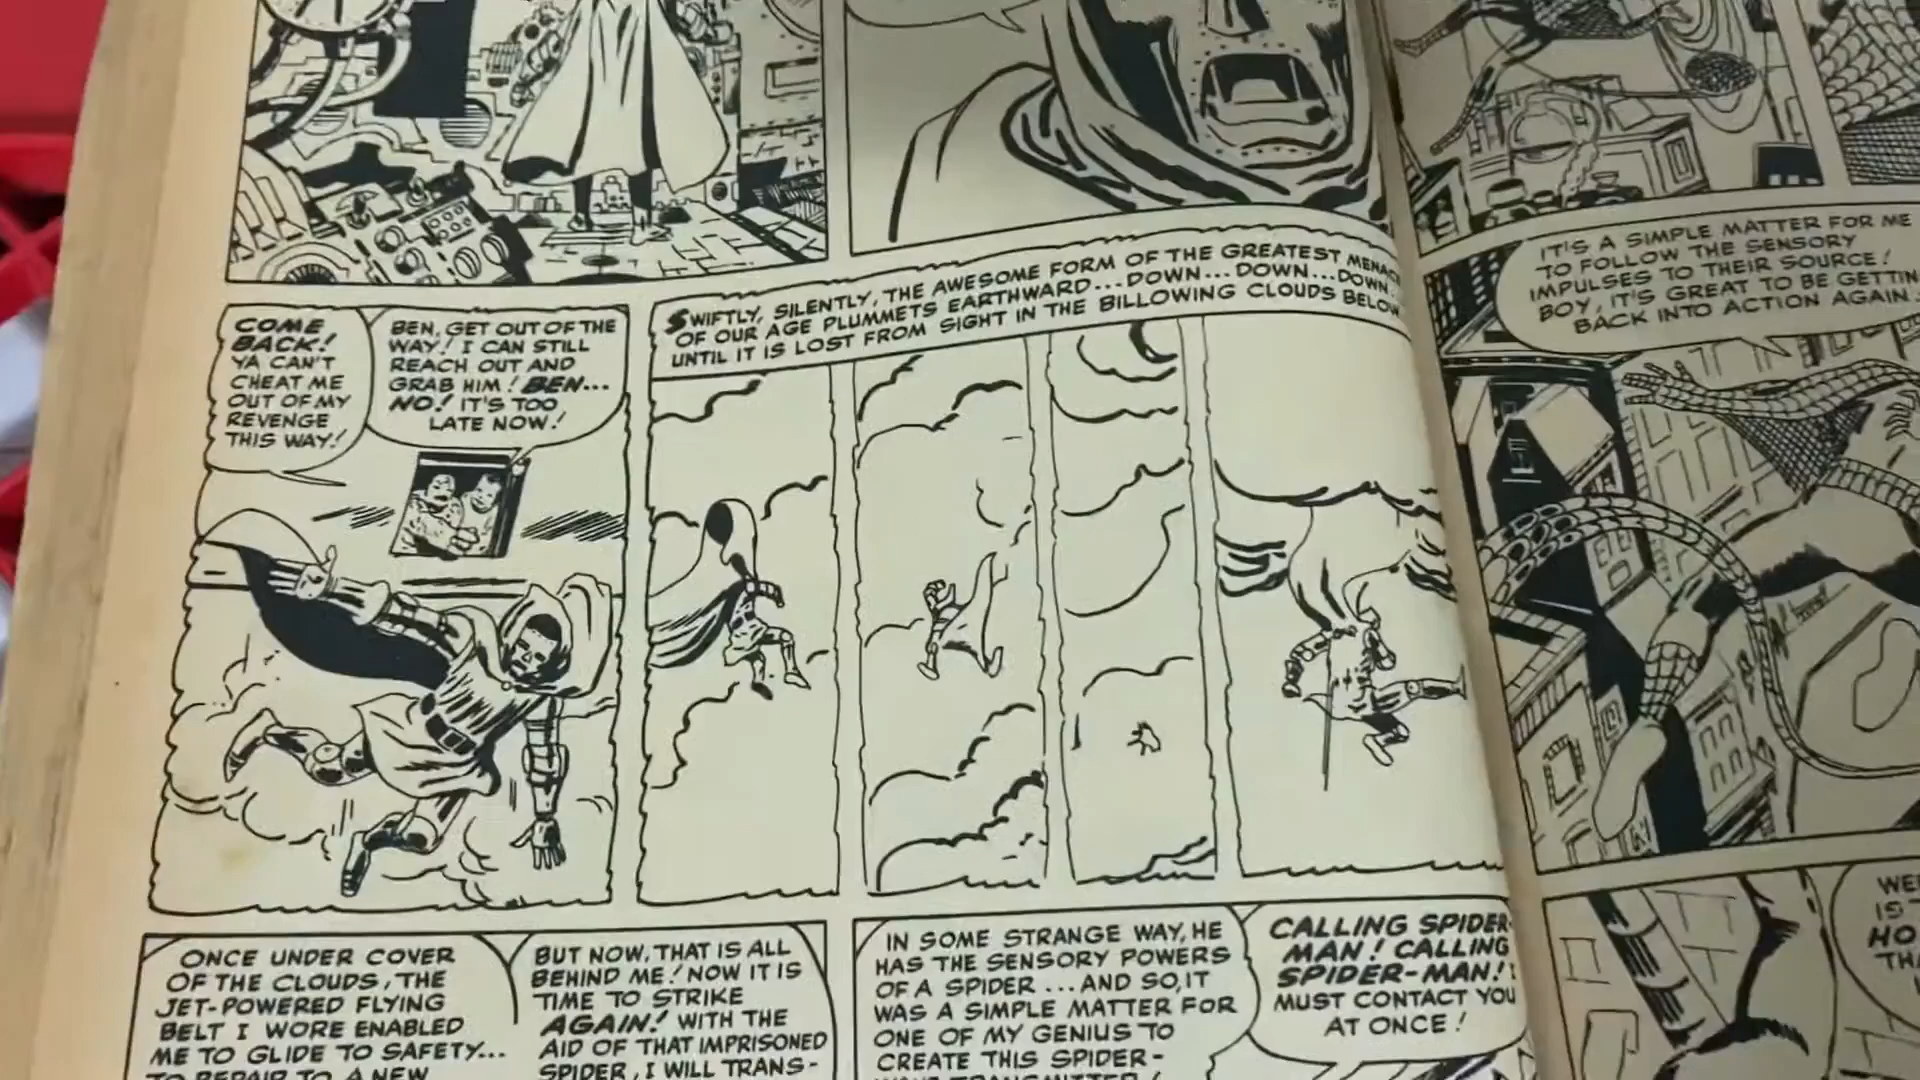 COME
BACK!
YA CAN'T
CHEAT ME
OUT OF MY
REVENGE
THIS WAY!
BEN, GET OUT OF THE
WAY! I CAN STILL
REACH OUT AND
GRAB HIM! BEN...
NO! IT'S TOO
LATE NOW!
SWIFTLY, SILENTLY, THE AWESOME FORM OF THE GREATEST
OF OUR AGE PLUMMETS EARTHWARD...DOWN...DOWN...DOWN
UNTIL IT IS LOST FROM SIGHT IN THE BILLOWING CLOUDS BELOW
ONCE UNDER COVER
OF THE CLOUDS, THE
JET-POWERED FLYING
BELT I WORE ENABLED
ME TO GLIDE TO SAFETY...
TO REPAIR TO A NEW
BUT NOW, THAT IS ALL
BEHIND ME! NOW IT IS
TIME TO STRIKE
AGAIN! WITH THE
AID OF THAT IMPRISONED
SPIDER, I WILL TRANS-
IN SOME STRANGE WAY, HE
HAS THE SENSORY POWERS
OF A SPIDER...AND SO, IT
WAS A SIMPLE MATTER FOR
ONE OF MY GENIUS TO
CREATE THIS SPIDER-
CALLING SPIDER-
MAN! CALLING
SPIDER-MAN!
MUST CONTACT YOU
AT ONCE!
IT'S A SIMPLE MATTER FOR ME
TO FOLLOW THE SENSORY
IMPULSES TO THEIR SOURCE!
BOY, IT'S GREAT TO BE
BACK INTO ACTION AGAIN